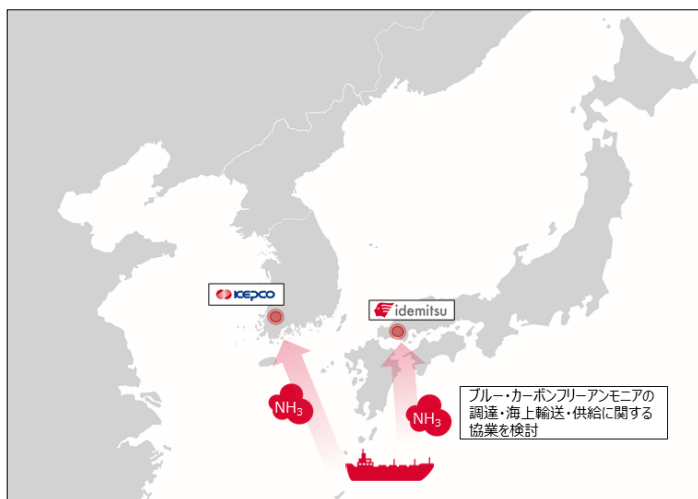 KEPCO
idemitsu
NH3
NH3
ブルー・カーボンフリーアンモニアの
調達・海上輸送・供給に関する
協業を検討